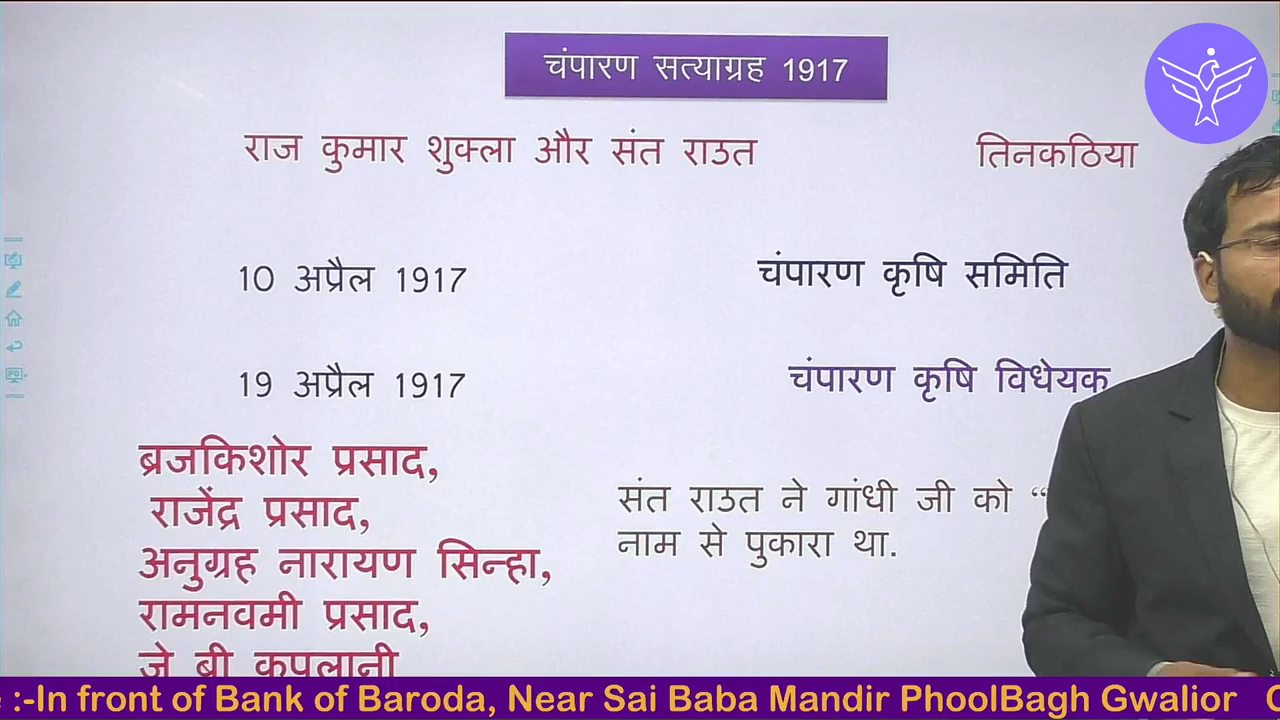 चंपारण सत्याग्रह 1917
राज कुमार शुक्ला और संत राउत
तिनकठिया
10 अप्रैल 1917
चंपारण कृषि समिति
19 अप्रैल 1917
चंपारण कृषि विधेयक
ब्रजकिशोर प्रसाद,
राजेंद्र प्रसाद,
अनुग्रह नारायण सिन्हा,
रामनवमी प्रसाद,
जे बी कृपलानी
संत राउत ने गांधी जी को “
नाम से पुकारा था.
:-In front of Bank of Baroda, Near Sai Baba Mandir PhoolBagh Gwalior